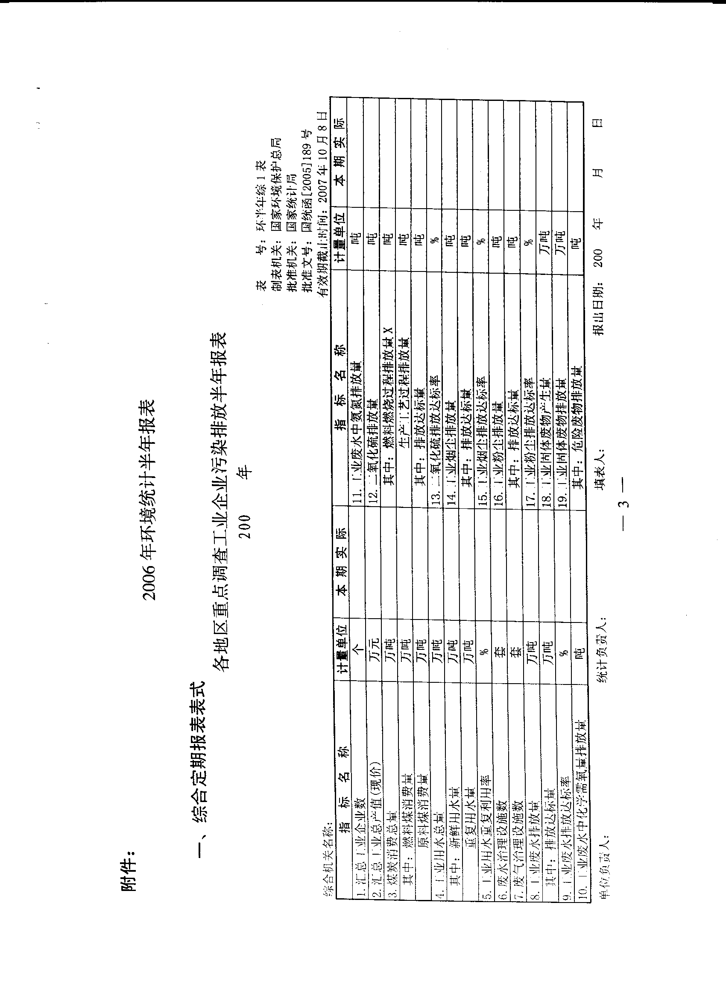 附件：
2006 年环境统计半年报表
一、综合定期报表表式
各地区重点调查工业企业污染排放半年报表
200 年
表 号：环半年综 1 表
制表机关：国家环境保护总局
批准机关：国家统计局
批准文号：国统函[2005]189 号
综合机关名称： 有效期截止时间：2007 年 10 月 8 日
指 标 名 称 计量单位 本 期 实 际 指 标 名 称 计量单位 本 期 实 际
1. 汇总工业企业数 个 11. 工业废水中氨氮排放量 吨
2. 汇总工业总产值(现价) 万元 12. 二氧化硫排放量 吨
3. 煤炭消费总量 万吨 其中：燃料燃烧过程排放量 X 吨
其中：燃料煤消费量 万吨 生产工艺过程排放量 吨
原料煤消费量 万吨 其中：排放达标量 吨
4. 工业用水总量 万吨 13. 二氧化硫排放达标率 %
其中：新鲜用水量 万吨 14. 工业烟尘排放量 吨
重复用水量 万吨 其中：排放达标量 吨
5. 工业用水重复利用率 % 15. 工业烟尘排放达标率 %
6. 废水治理设施数 套 16. 工业粉尘排放量 吨
7. 废气治理设施数 套 其中：排放达标量 吨
8. 工业废水排放量 万吨 17. 工业粉尘排放达标率 %
其中：排放达标量 万吨 18. 工业固体废物产生量 万吨
9. 工业废水排放达标率 % 19. 工业固体废物排放量 万吨
10. 工业废水中化学需氧量排放量 吨 其中：危险废物排放量 吨
单位负责人： 统计负责人： 填表人： 报出日期： 200 年 月 日
— 3 —